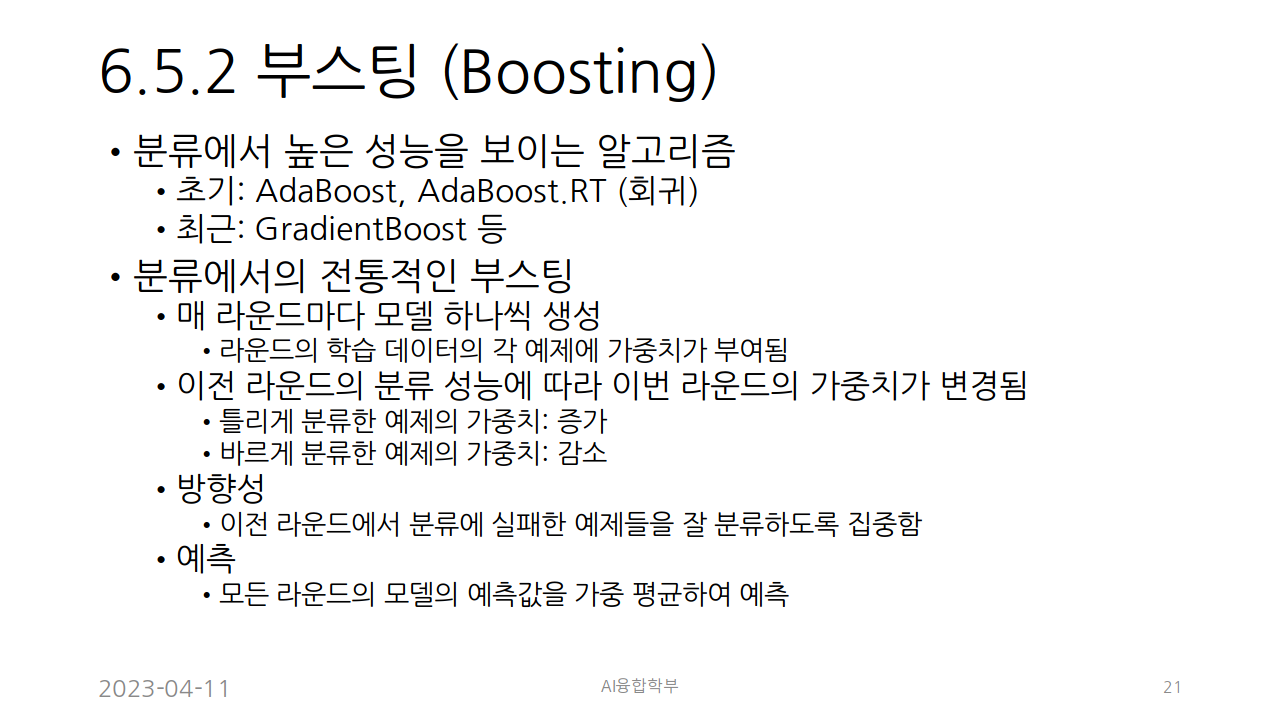 6.5.2 부스팅 (Boosting)
• 분류에서 높은 성능을 보이는 알고리즘
• 초기: AdaBoost, AdaBoost.RT (회귀)
• 최근: GradientBoost 등
• 분류에서의 전통적인 부스팅
• 매 라운드마다 모델 하나씩 생성
• 라운드의 학습 데이터의 각 예제에 가중치가 부여됨
• 이전 라운드의 분류 성능에 따라 이번 라운드의 가중치가 변경됨
• 틀리게 분류한 예제의 가중치: 증가
• 바르게 분류한 예제의 가중치: 감소
• 방향성
• 이전 라운드에서 분류에 실패한 예제들을 잘 분류하도록 집중함
• 예측
• 모든 라운드의 모델의 예측값을 가중 평균하여 예측
2023-04-11
AI융합학부
21